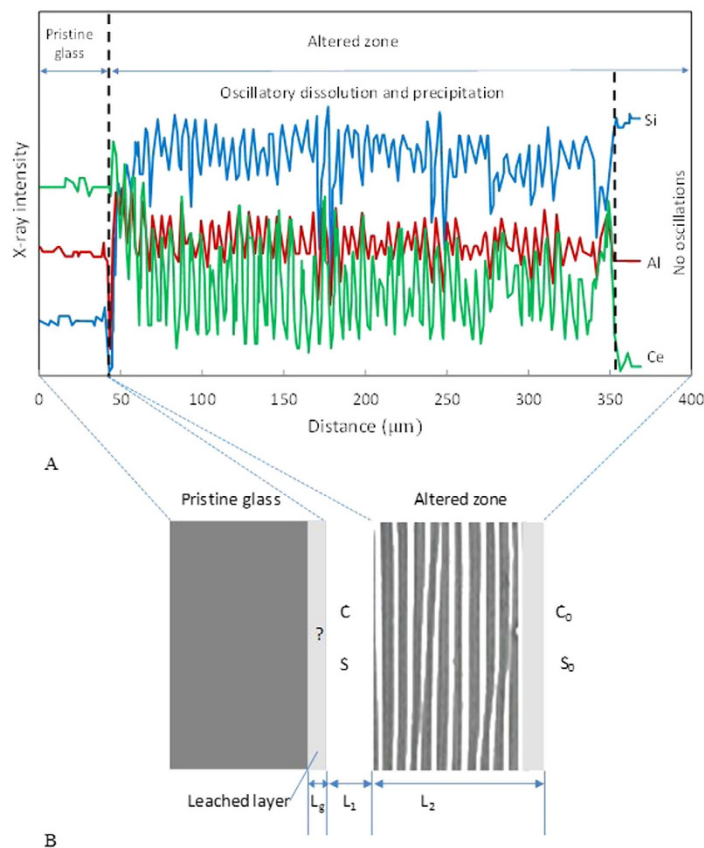 Pristine
glass
Altered zone
Oscillatory dissolution and precipitation
Si
Al
Ce
No oscillations
X-ray intensity
0 50 100 150 200 250 300 350 400
Distance (μm)
A
Pristine glass
Altered zone
?
C
S
C₀
S₀
Leached layer
Lg
L₁
L₂
B